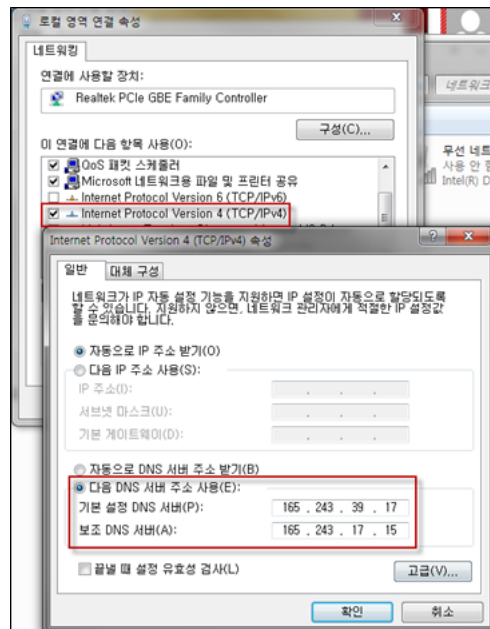 로컬 영역 연결 속성
네트워킹
연결에 사용할 장치:
Realtek PCIe GBE Family Controller
구성(C)...
이 연결에 다음 항목 사용(O):
QoS 패킷 스케줄러
Microsoft 네트워크용 파일 및 프린터 공유
Internet Protocol Version 6 (TCP/IPv6)
Internet Protocol Version 4 (TCP/IPv4)
네트워크
무선 네트
사용 안 함
Intel(R) D
Internet Protocol Version 4 (TCP/IPv4) 속성
일반
대체 구성
네트워크가 IP 자동 설정 기능을 지원하면 IP 설정이 자동으로 할당되도록
할 수 있습니다. 지원하지 않으면, 네트워크 관리자에게 적절한 IP 설정값
을 문의해야 합니다.
자동으로 IP 주소 받기(O)
다음 IP 주소 사용(S):
IP 주소(I):
서브넷 마스크(U):
기본 게이트웨이(D):
자동으로 DNS 서버 주소 받기(B)
다음 DNS 서버 주소 사용(E):
기본 설정 DNS 서버(P): 165 . 243 . 39 . 17
보조 DNS 서버(A): 165 . 243 . 17 . 15
끝낼 때 설정 유효성 검사(L)
고급(V)...
확인
취소